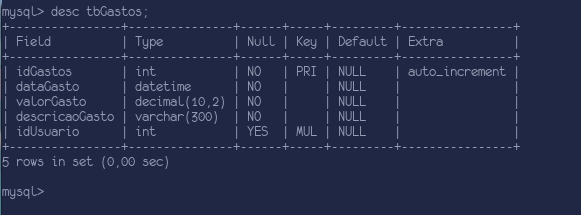 mysql> desc tbGastos;
+----------------+---------------+------+-----+---------+----------------+
| Field          | Type          | Null | Key | Default | Extra          |
+----------------+---------------+------+-----+---------+----------------+
| idGastos       | int           | NO   | PRI | NULL    | auto_increment |
| dataGasto      | datetime      | NO   |     | NULL    |                |
| valorGasto     | decimal(10,2) | NO   |     | NULL    |                |
| descricaoGasto | varchar(300)  | NO   |     | NULL    |                |
| idUsuario      | int           | YES  | MUL | NULL    |                |
+----------------+---------------+------+-----+---------+----------------+
5 rows in set (0,00 sec)
mysql>